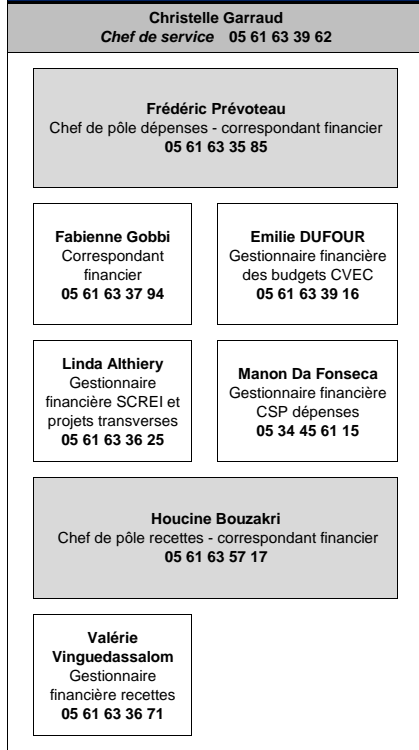 Christelle Garraud
Chef de service 05 61 63 39 62
Frédéric Prévoteau
Chef de pôle dépenses - correspondant financier
05 61 63 35 85
Fabienne Gobbi
Correspondant
financier
05 61 63 37 94
Emilie DUFOUR
Gestionnaire financière
des budgets CVEC
05 61 63 39 16
Linda Althiery
Gestionnaire
financière SCREI et
projets transverses
05 61 63 36 25
Manon Da Fonseca
Gestionnaire financière
CSP dépenses
05 34 45 61 15
Houcine Bouzakri
Chef de pôle recettes - correspondant financier
05 61 63 57 17
Valérie
Vinguedassalom
Gestionnaire
financière recettes
05 61 63 36 71